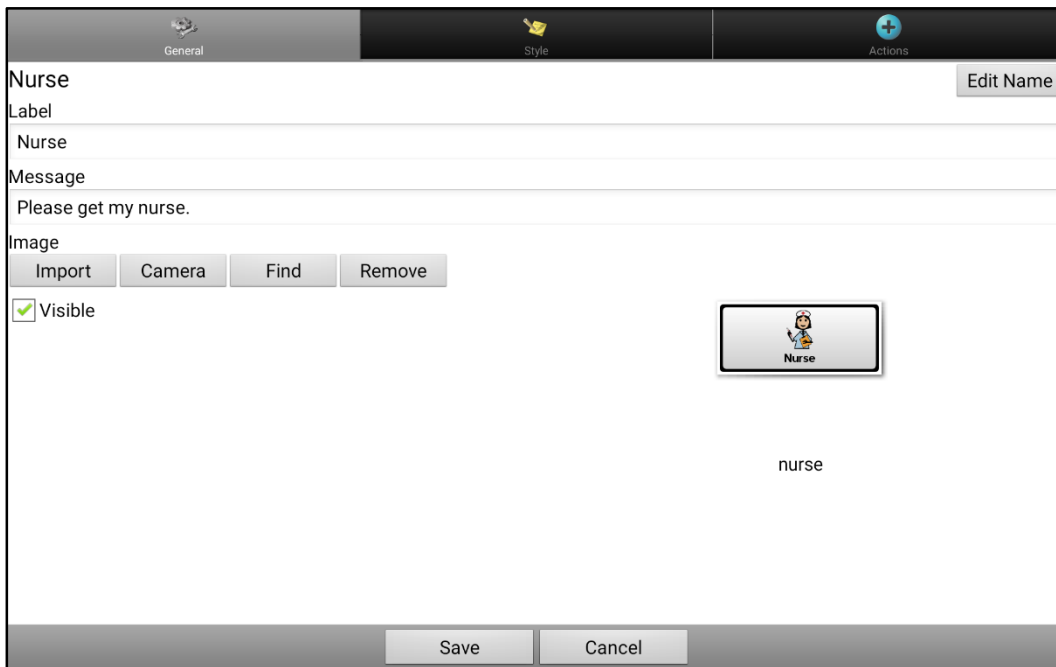 General Style Actions
Nurse Edit Name
Label
Nurse
Message
Please get my nurse.
Image
Import Camera Find Remove
Visible
Nurse
nurse
Save Cancel